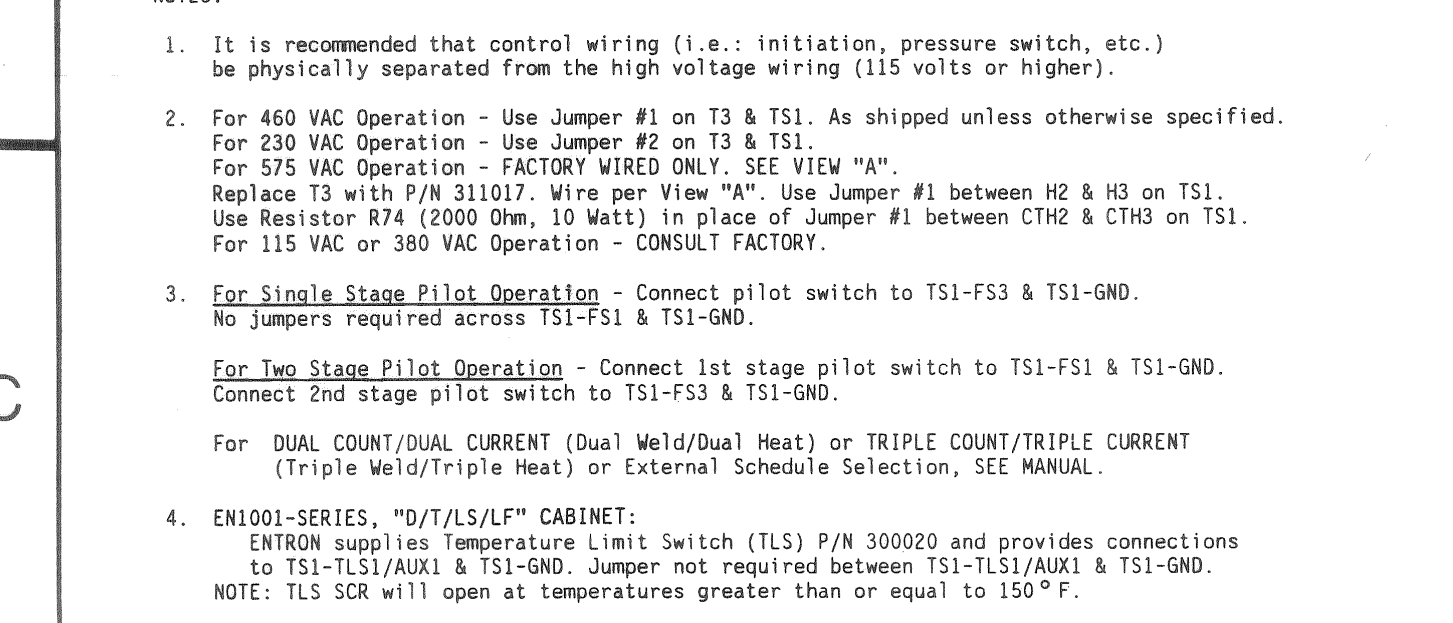 NOTES:
1. It is recommended that control wiring (i.e.: initiation, pressure switch, etc.)
be physically separated from the high voltage wiring (115 volts or higher).
2. For 460 VAC Operation - Use Jumper #1 on T3 & TS1. As shipped unless otherwise specified.
For 230 VAC Operation - Use Jumper #2 on T3 & TS1.
For 575 VAC Operation - FACTORY WIRED ONLY. SEE VIEW "A".
Replace T3 with P/N 311017. Wire per View "A". Use Jumper #1 between H2 & H3 on TS1.
Use Resistor R74 (2000 Ohm, 10 Watt) in place of Jumper #1 between CTH2 & CTH3 on TS1.
For 115 VAC or 380 VAC Operation - CONSULT FACTORY.
3. For Single Stage Pilot Operation - Connect pilot switch to TS1-FS3 & TS1-GND.
No jumpers required across TS1-FS1 & TS1-GND.
For Two Stage Pilot Operation - Connect 1st stage pilot switch to TS1-FS1 & TS1-GND.
Connect 2nd stage pilot switch to TS1-FS3 & TS1-GND.
For DUAL COUNT/DUAL CURRENT (Dual Weld/Dual Heat) or TRIPLE COUNT/TRIPLE CURRENT
(Triple Weld/Triple Heat) or External Schedule Selection, SEE MANUAL.
C
4. EN1001-SERIES, "D/T/LS/LF" CABINET:
ENTRON supplies Temperature Limit Switch (TLS) P/N 300020 and provides connections
to TS1-TLS1/AUX1 & TS1-GND. Jumper not required between TS1-TLS1/AUX1 & TS1-GND.
NOTE: TLS SCR will open at temperatures greater than or equal to 150° F.